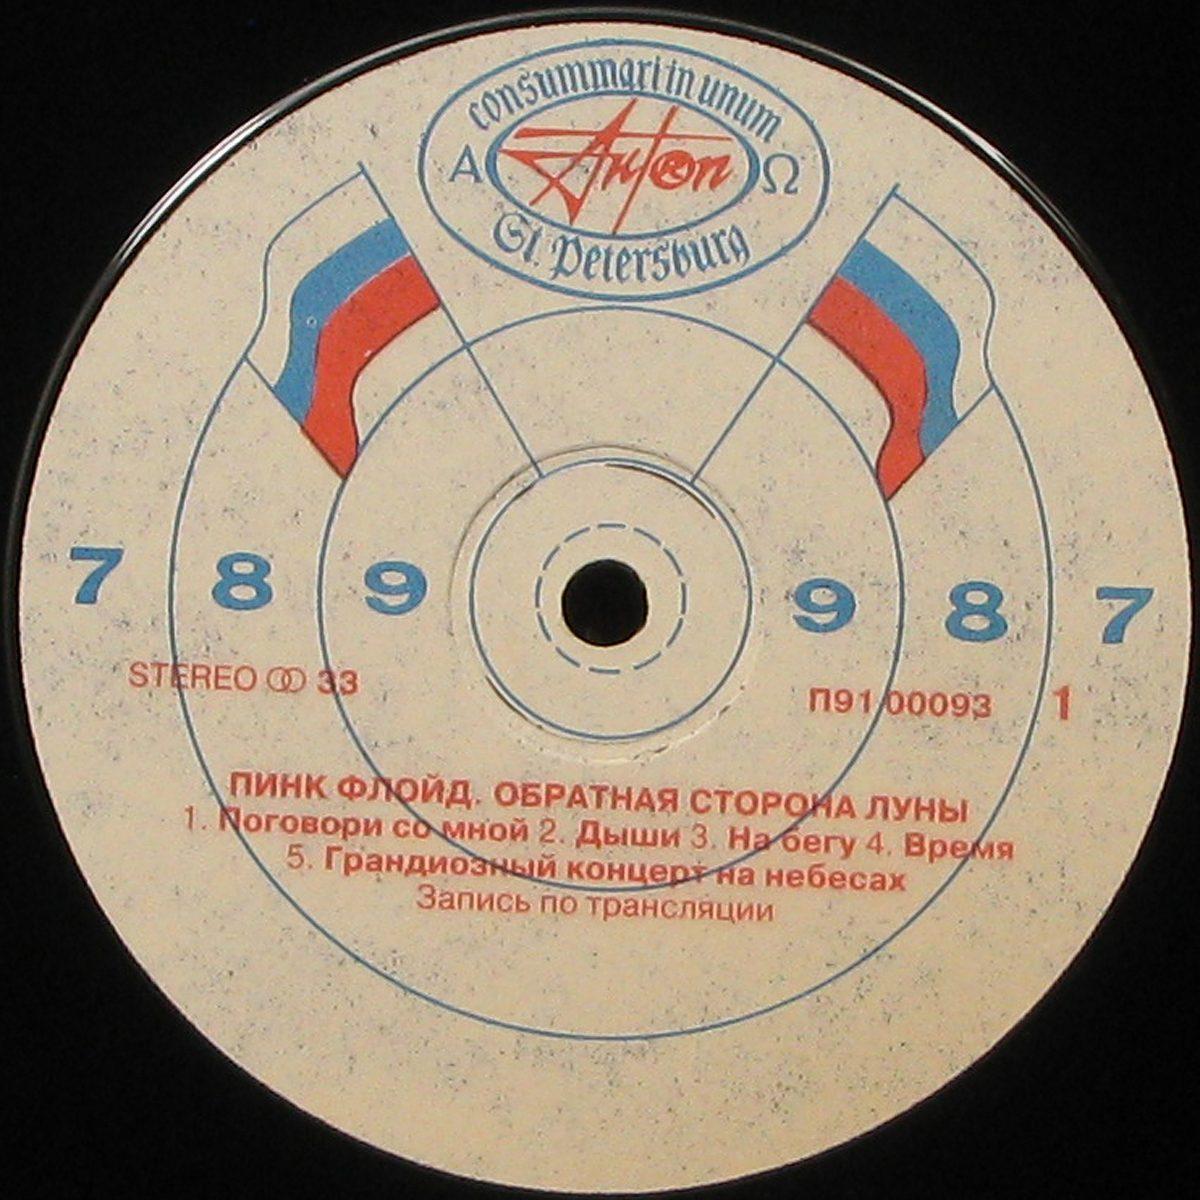 consummari in unum
Α Anton Ω
St. Petersburg
7 8 9 9 8 7
STEREO 33
П91 00093 1
ПИНК ФЛОЙД. ОБРАТНАЯ СТОРОНА ЛУНЫ
1. Поговори со мной 2. Дыши 3. На бегу 4. Время
5. Грандиозный концерт на небесах
Запись по трансляции